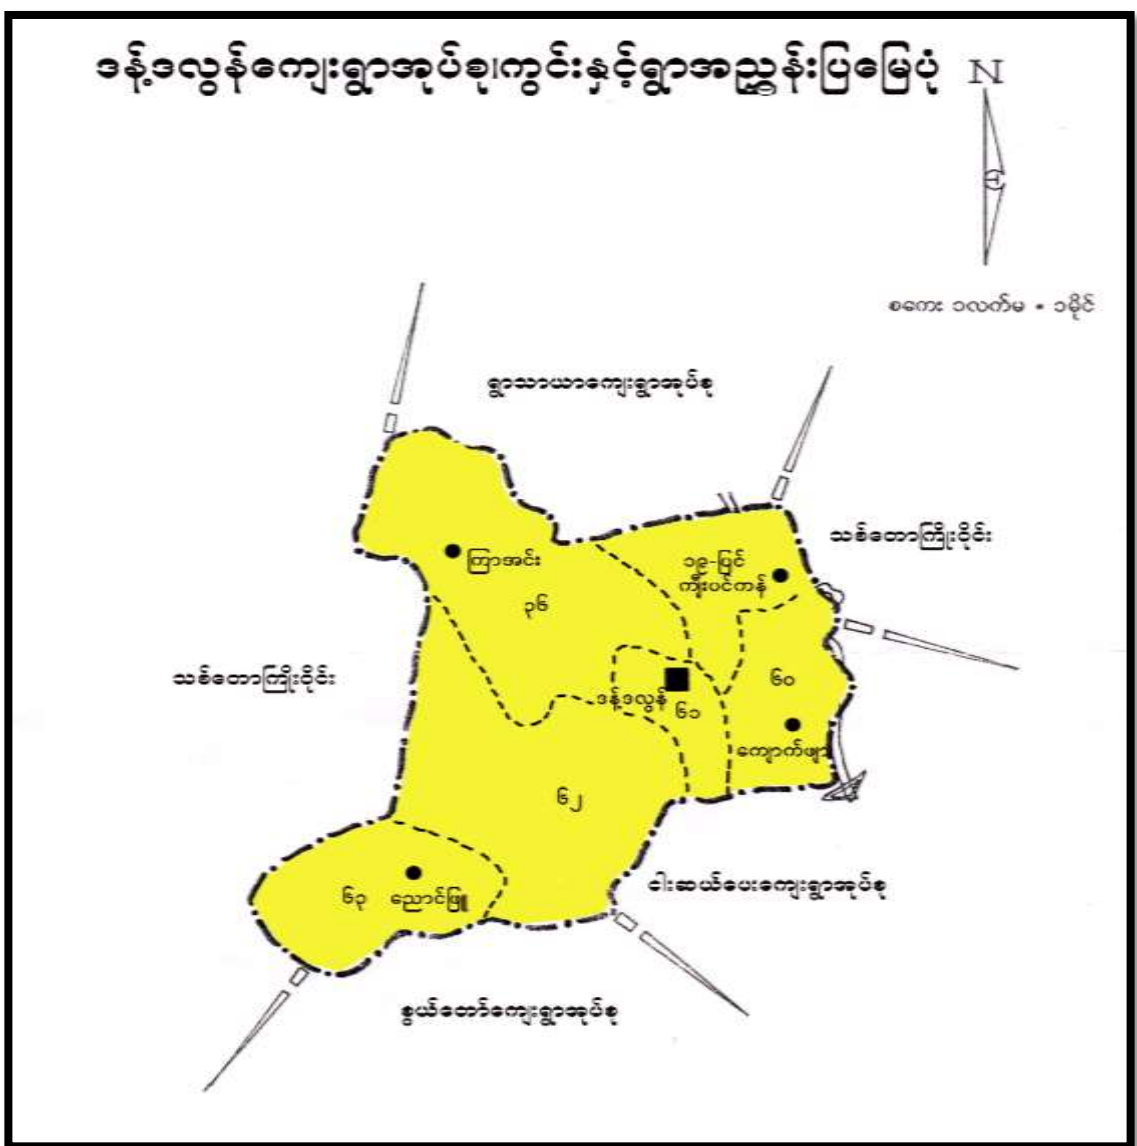 ဒန့်ဒလွန်ကျေးရွာအုပ်စု၊ကွင်းနှင့်ရွာအညွှန်းပြမြေပုံ
N
စကေး ၁လက်မ = ၁မိုင်
ရွာသာယာကျေးရွာအုပ်စု
သစ်တောကြိုးဝိုင်း
၁၉-ပြင်
ကျီးပင်ကန်
ကြာအင်း
၃၆
သစ်တောကြိုးဝိုင်း
၆၀
ဒန့်ဒလွန်
၆၁
ကျောက်ဖျာ
၆၂
ငါးဆယ်ပေးကျေးရွာအုပ်စု
၆၃
ညောင်ဖြူ
စွယ်တော်ကျေးရွာအုပ်စု